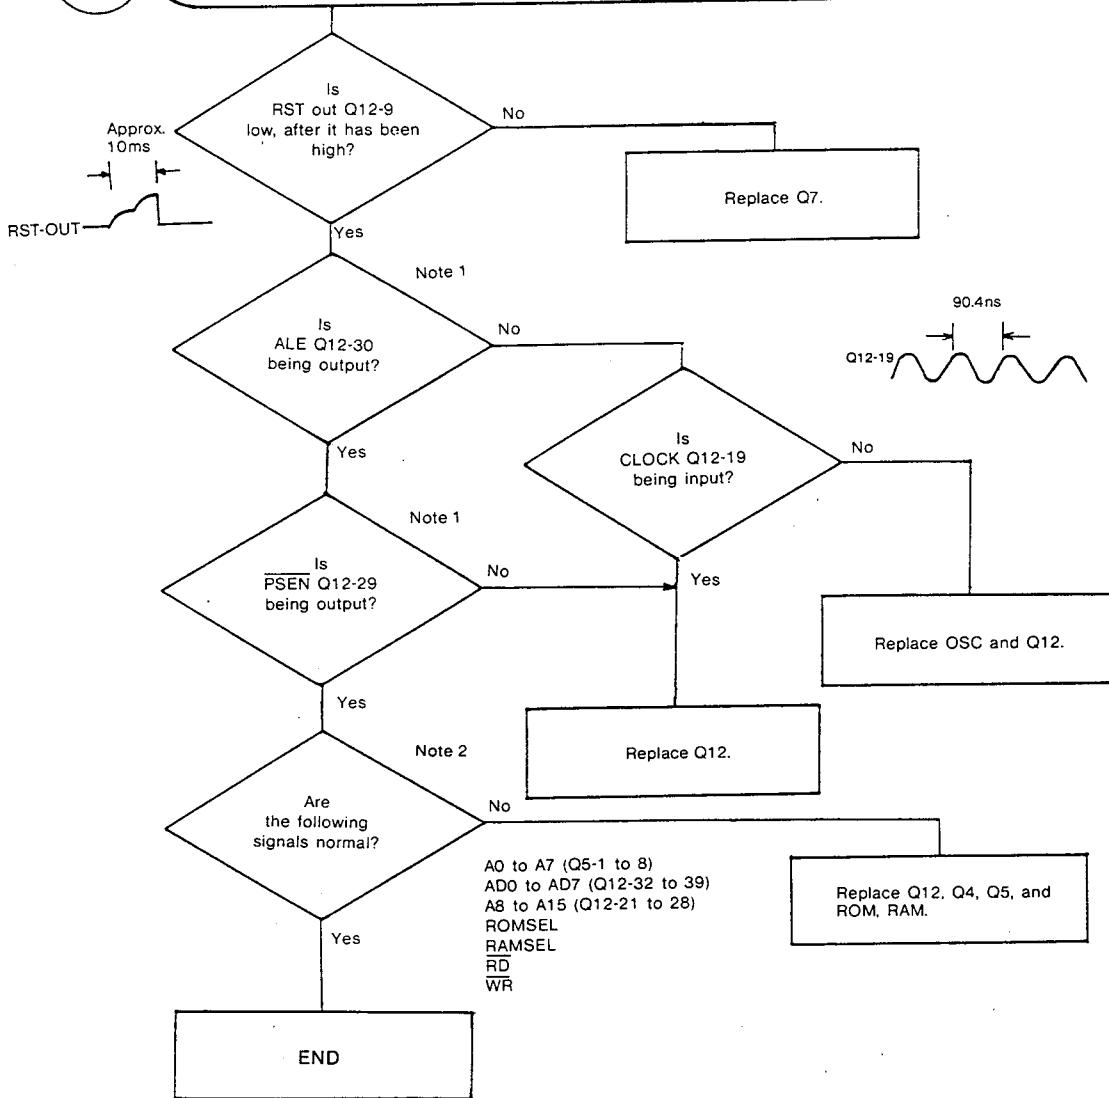 Is
RST out Q12-9
low, after it has been
high?
No
Approx.
10ms
Replace Q7.
RST-OUT
Yes
Note 1
Is
ALE Q12-30
being output?
No
90.4ns
Q12-19
Yes
Is
CLOCK Q12-19
being input?
No
Note 1
Is
PSEN Q12-29
being output?
No
Yes
Replace OSC and Q12.
Yes
Replace Q12.
Note 2
Are
the following
signals normal?
No
A0 to A7 (Q5-1 to 8)
AD0 to AD7 (Q12-32 to 39)
A8 to A15 (Q12-21 to 28)
ROMSEL
RAMSEL
RD
WR
Replace Q12, Q4, Q5, and
ROM, RAM.
Yes
END